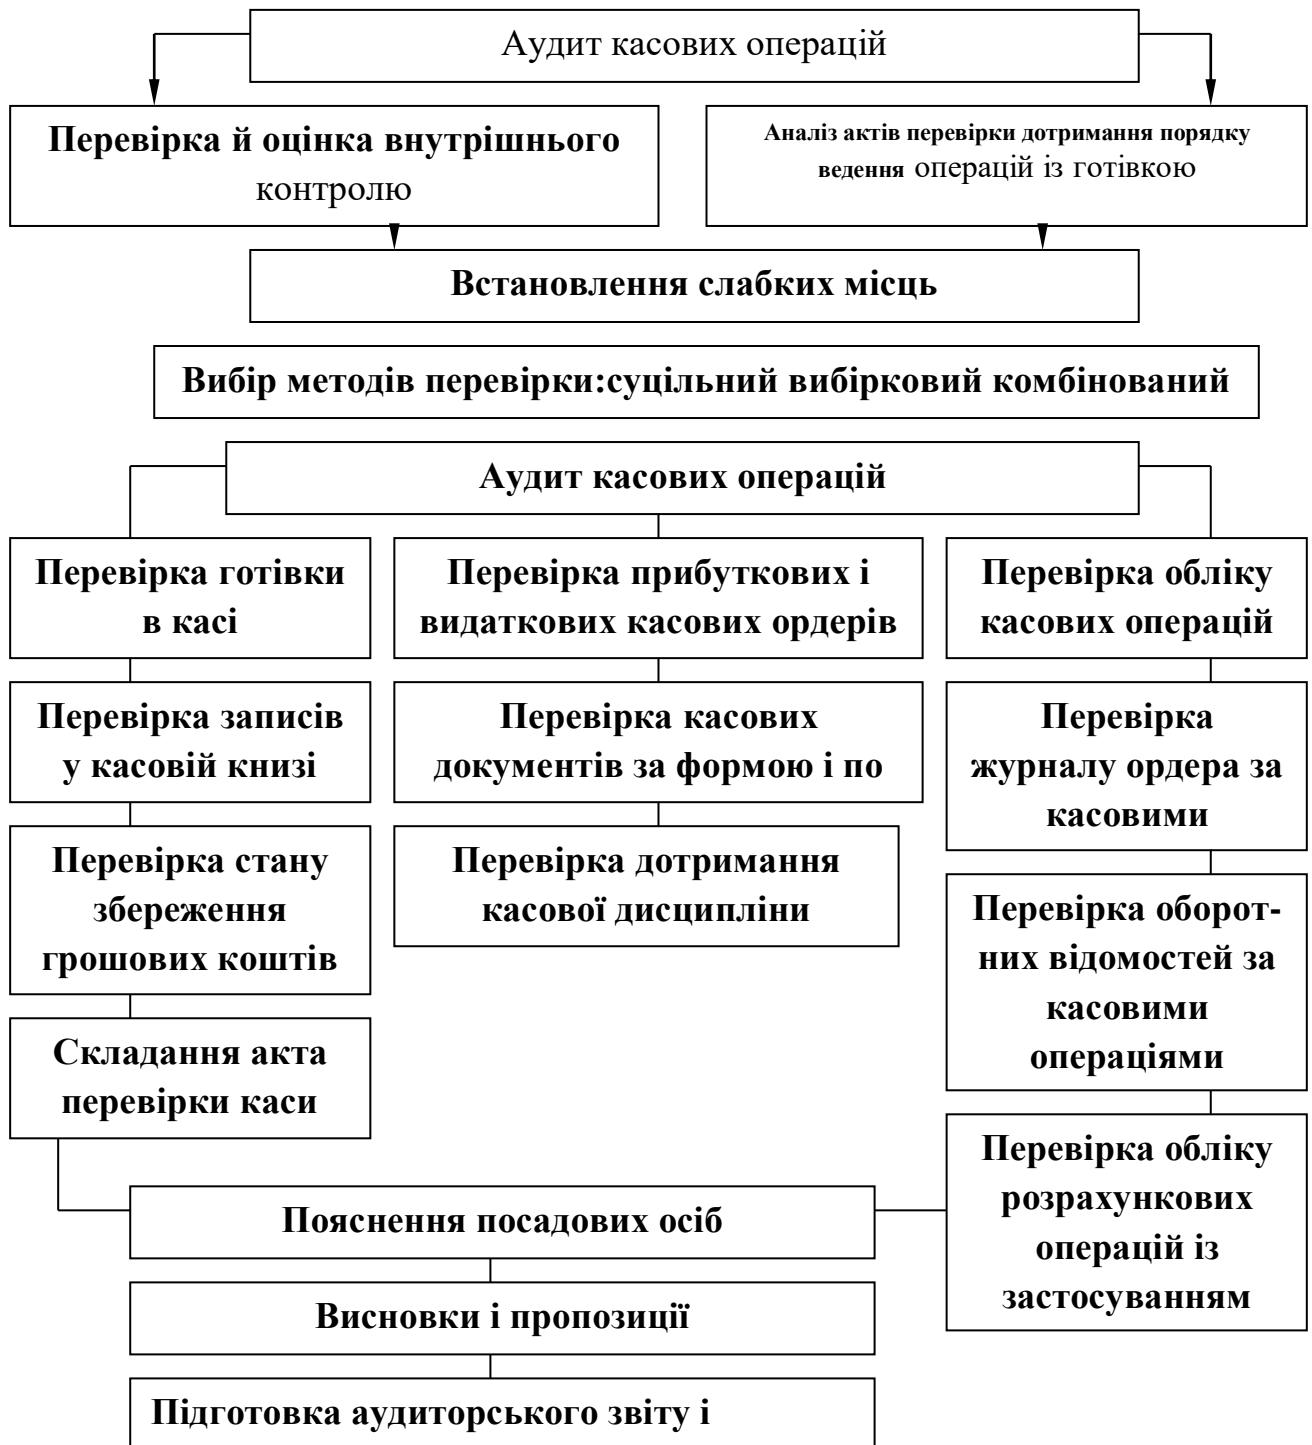 Аудит касових операцій
Перевірка й оцінка внутрішнього
контролю
Аналіз актів перевірки дотримання порядку
ведення операцій із готівкою
Встановлення слабких місць
Вибір методів перевірки:суцільний вибірковий комбінований
Аудит касових операцій
Перевірка готівки
в касі
Перевірка прибуткових і
видаткових касових ордерів
Перевірка обліку
касових операцій
Перевірка записів
у касовій книзі
Перевірка касових
документів за формою і по
Перевірка
журналу ордера за
касовими
Перевірка стану
збереження
грошових коштів
Перевірка дотримання
касової дисципліни
Перевірка оборот-
них відомостей за
касовими
операціями
Складання акта
перевірки каси
Перевірка обліку
розрахункових
операцій із
застосуванням
Пояснення посадових осіб
Висновки і пропозиції
Підготовка аудиторського звіту і